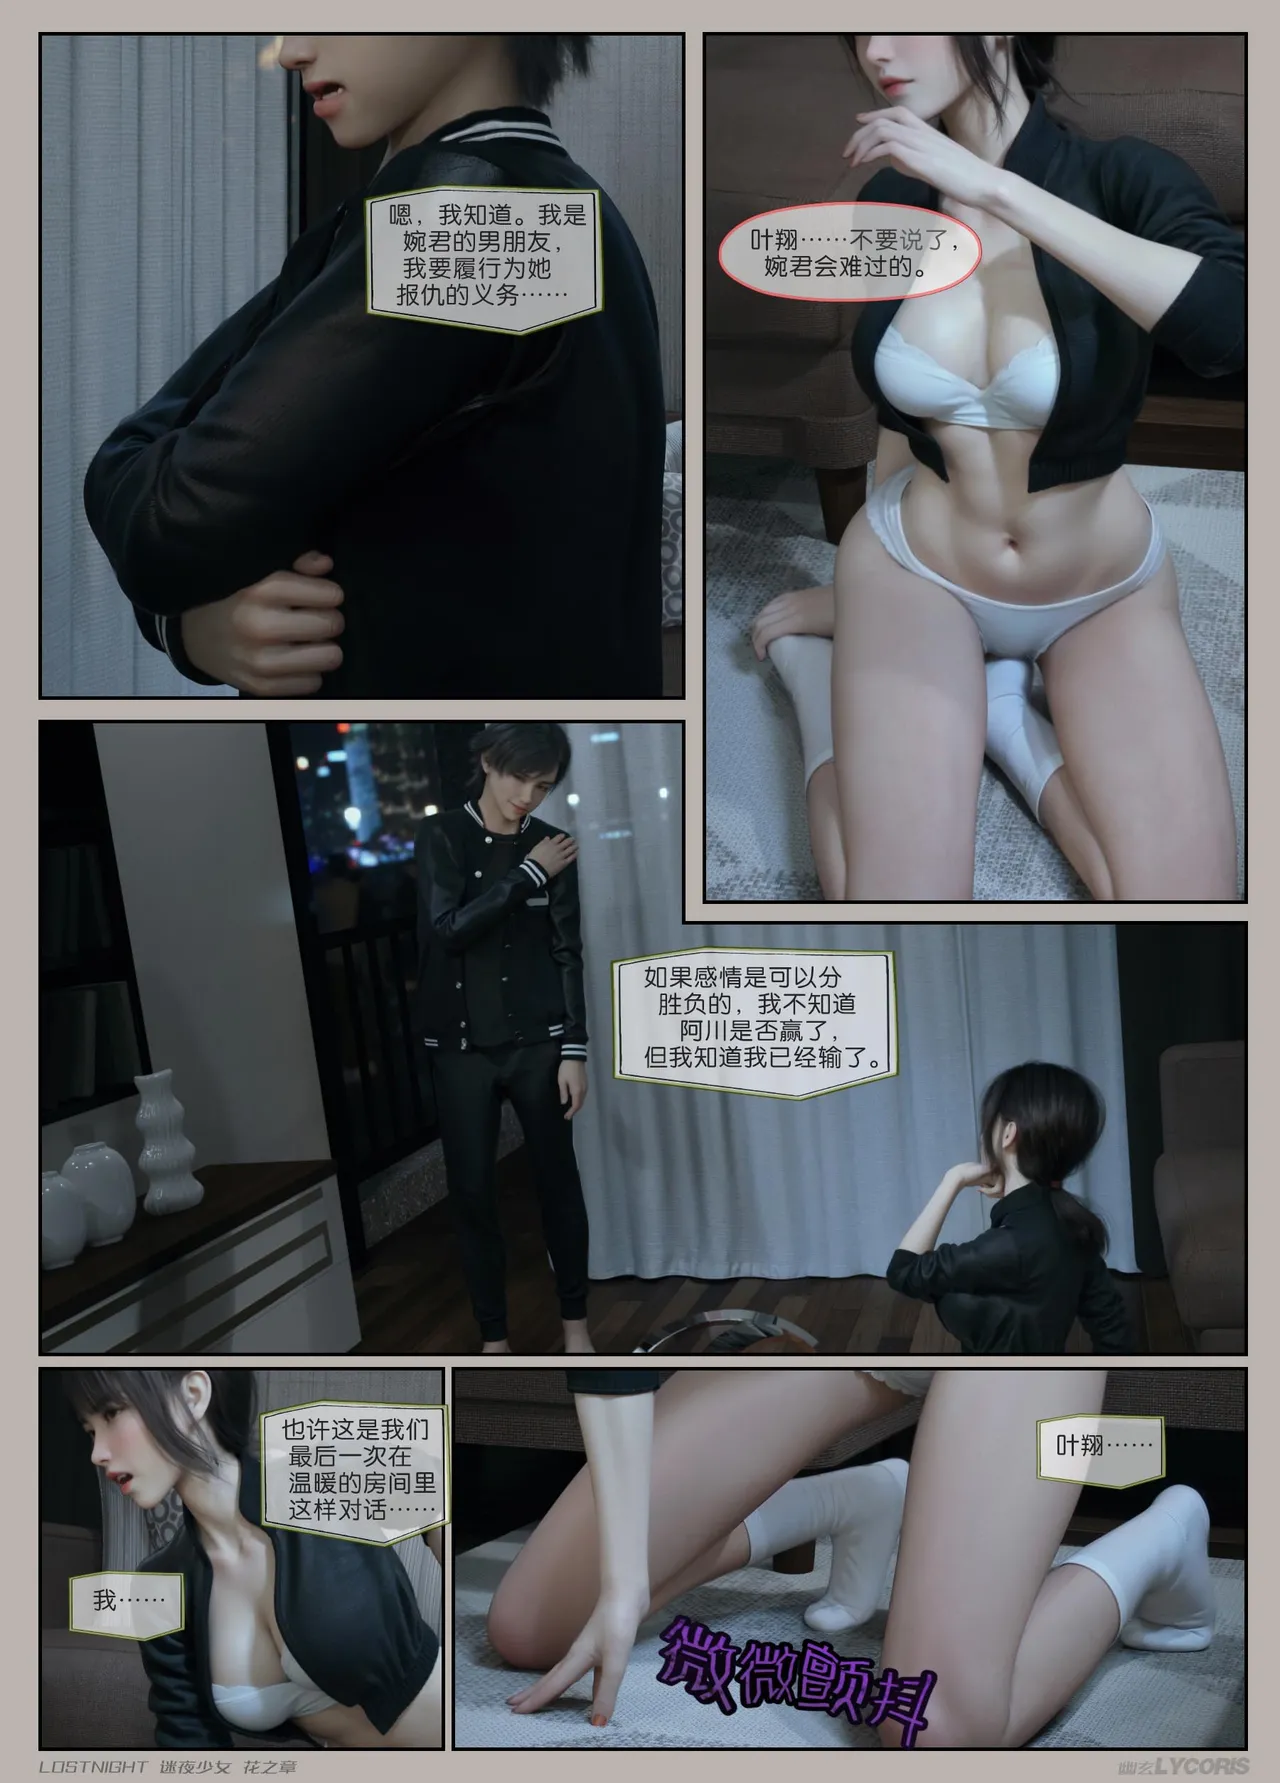 嗯，我知道。我是
婉君的男朋友，
我要履行为她
报仇的义务……
叶翔……不要说了，
婉君会难过的。
如果感情是可以分
胜负的，我不知道
阿川是否赢了，
但我知道我已经输了。
也许这是我们
最后一次在
温暖的房间里
这样对话……
我……
叶翔……
微微颤抖
LOSTNIGHT 迷夜少女 花之章
幽玄LYCORIS